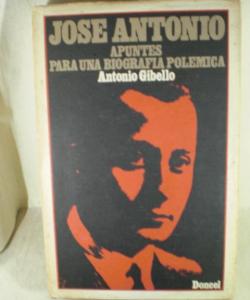 JOSE ANTONIO
APUNTES
PARA UNA BIOGRAFIA POLEMICA
Antonio Gibello
Doncel